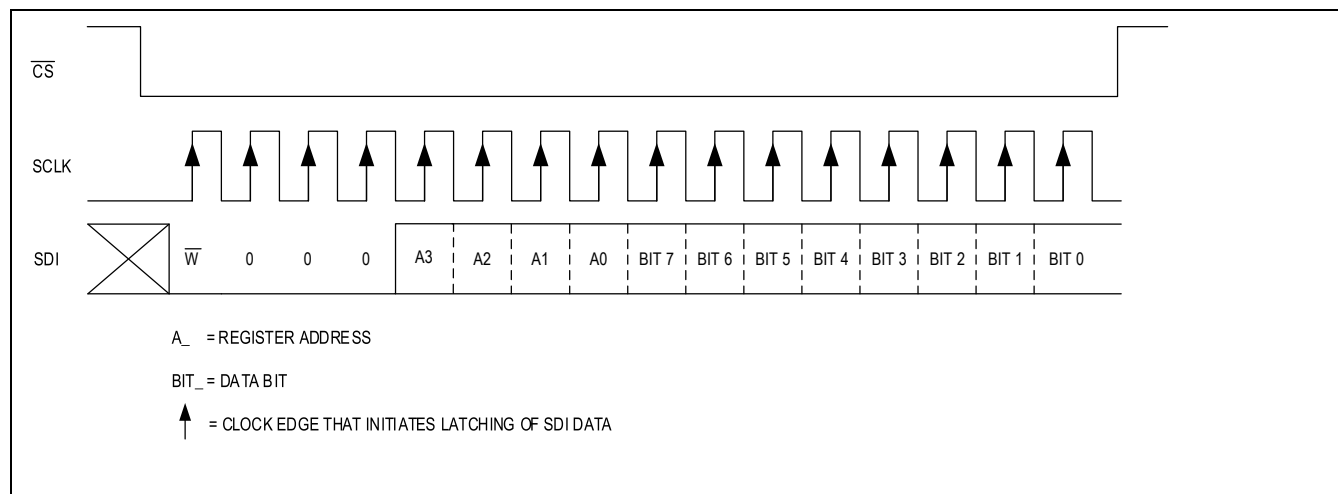 C̅S̅
SCLK
SDI W̅ 0 0 0 A3 A2 A1 A0 BIT 7 BIT 6 BIT 5 BIT 4 BIT 3 BIT 2 BIT 1 BIT 0
A_ = REGISTER ADDRESS
BIT_ = DATA BIT
= CLOCK EDGE THAT INITIATES LATCHING OF SDI DATA